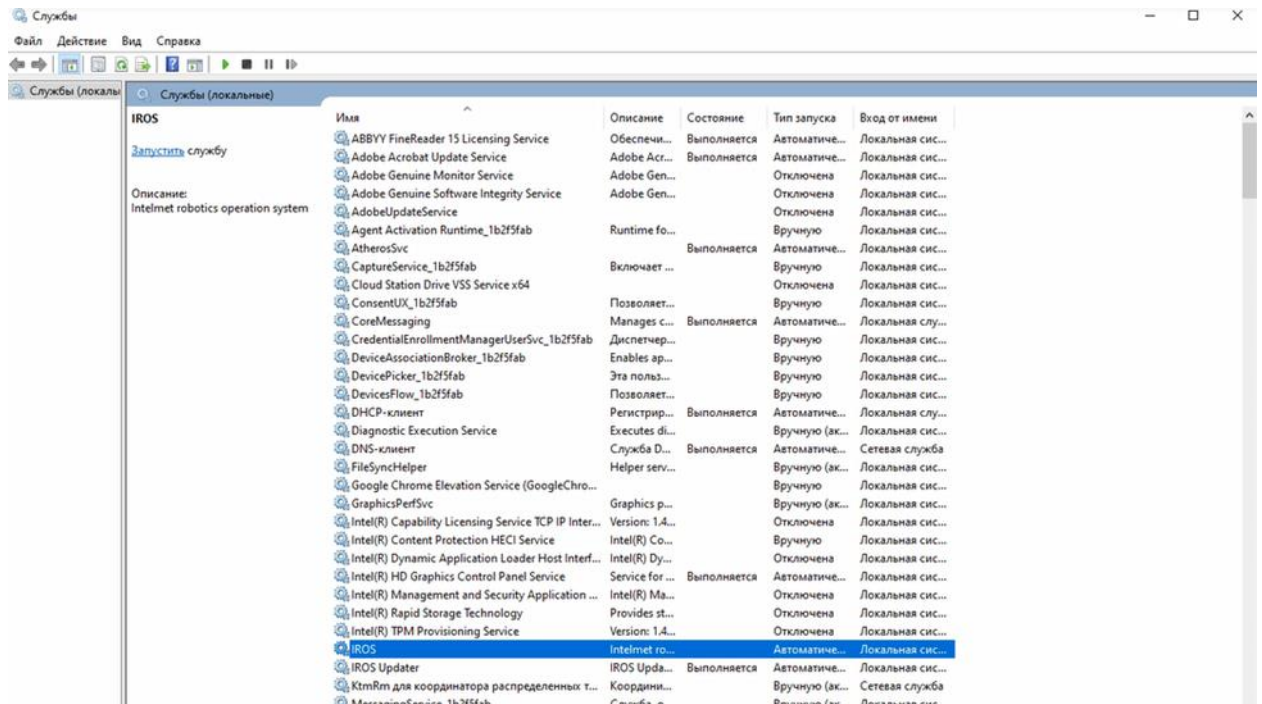 Службы
Файл Действие Вид Справка
Службы (локалы
Службы (локальные)
IROS
Запустить службу
Описание:
Intelmet robotics operation system
Имя Описание Состояние Тип запуска Вход от имени
ABBYY FineReader 15 Licensing Service Обеспечи... Выполняется Автоматиче... Локальная сис...
Adobe Acrobat Update Service Adobe Acr... Выполняется Автоматиче... Локальная сис...
Adobe Genuine Monitor Service Adobe Gen... Отключена Локальная сис...
Adobe Genuine Software Integrity Service Adobe Gen... Отключена Локальная сис...
AdobeUpdateService Отключена Локальная сис...
Agent Activation Runtime_1b2f5fab Runtime fo... Вручную Локальная сис...
AtherosSvc Выполняется Автоматиче... Локальная сис...
CaptureService_1b2f5fab Включает ... Вручную Локальная сис...
Cloud Station Drive VSS Service x64 Отключена Локальная сис...
ConsentUX_1b2f5fab Позволяет... Вручную Локальная сис...
CoreMessaging Manages c... Выполняется Автоматиче... Локальная слу...
CredentialEnrollmentManagerUserSvc_1b2f5fab Диспетчер... Вручную Локальная сис...
DeviceAssociationBroker_1b2f5fab Enables ap... Вручную Локальная сис...
DevicePicker_1b2f5fab Эта польз... Вручную Локальная сис...
DevicesFlow_1b2f5fab Позволяет... Вручную Локальная сис...
DHCP-клиент Регистрир... Выполняется Автоматиче... Локальная слу...
Diagnostic Execution Service Executes di... Вручную (ак... Локальная сис...
DNS-клиент Служба D... Выполняется Автоматиче... Сетевая служба
FileSyncHelper Helper serv... Вручную (ак... Локальная сис...
Google Chrome Elevation Service (GoogleChro... Вручную Локальная сис...
GraphicsPerfSvc Graphics p... Вручную (ак... Локальная сис...
Intel(R) Capability Licensing Service TCP IP Inter... Version: 1.4... Отключена Локальная сис...
Intel(R) Content Protection HECI Service Intel(R) Co... Вручную Локальная сис...
Intel(R) Dynamic Application Loader Host Interf... Intel(R) Dy... Отключена Локальная сис...
Intel(R) HD Graphics Control Panel Service Service for ... Выполняется Автоматиче... Локальная сис...
Intel(R) Management and Security Application ... Intel(R) Ma... Отключена Локальная сис...
Intel(R) Rapid Storage Technology Provides st... Отключена Локальная сис...
Intel(R) TPM Provisioning Service Version: 1.4... Отключена Локальная сис...
IROS Intelmet ro... Автоматиче... Локальная сис...
IROS Updater IROS Upda... Выполняется Автоматиче... Локальная сис...
KtmRm для координатора распределенных т... Координи... Вручную (ак... Сетевая служба
MessagingService_1b2f5fab